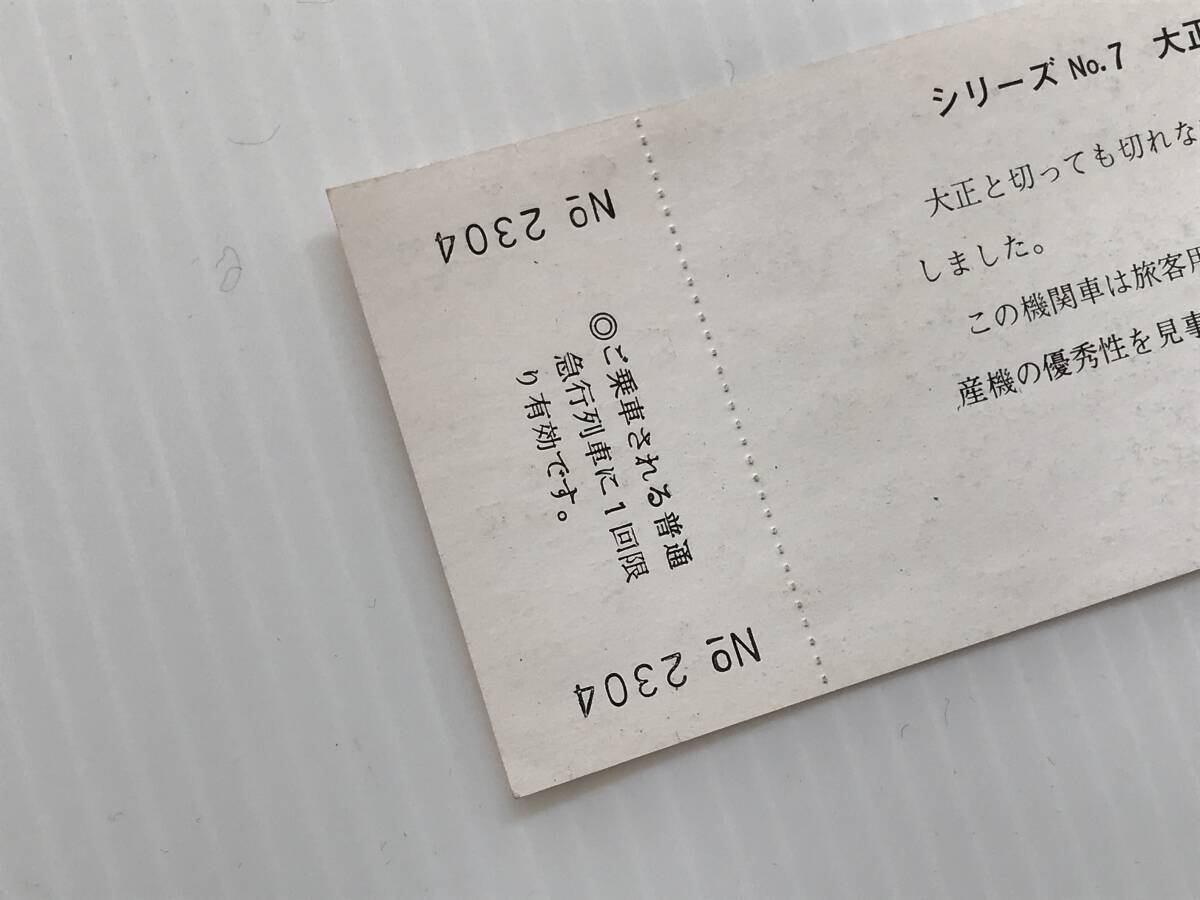 シリーズ No.7 大正
大正と切っても切れな
しました。
この機関車は旅客用
産機の優秀性を見事
No 2304
◎ご乗車される普通
急行列車に1回限
り有効です。
No 2304